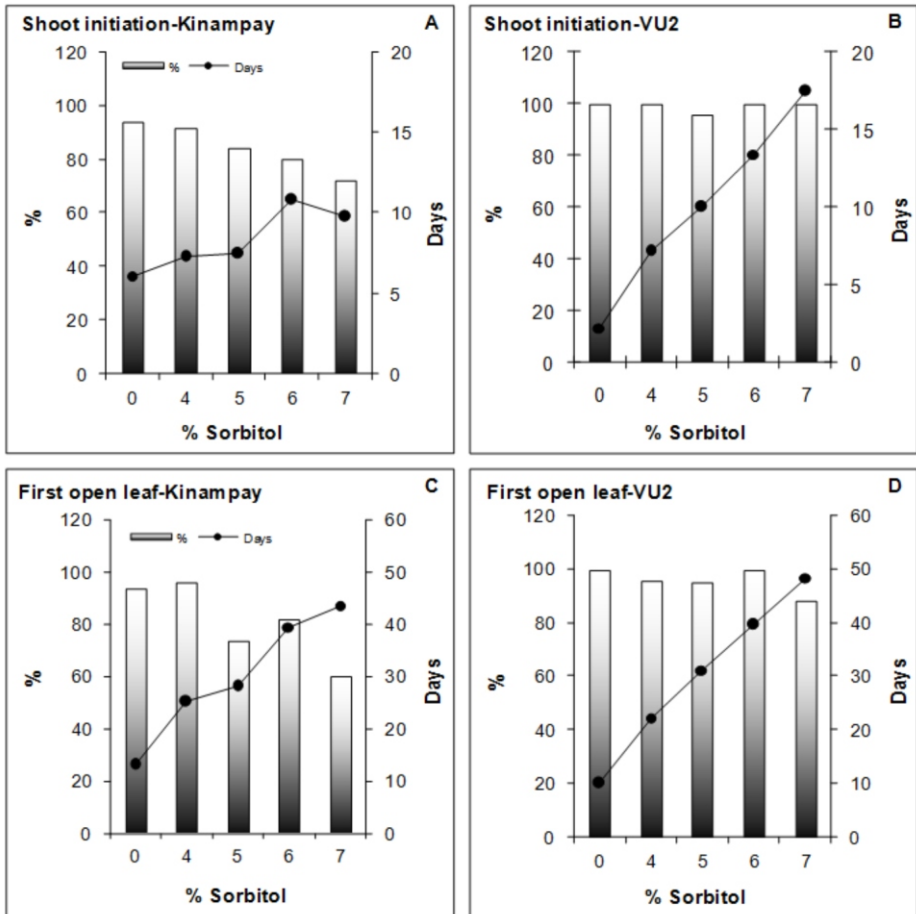 Shoot initiation-Kinampay A
120 20
% Days
100
15
80
% 60 10 Days
40
5
20
0 0
0 4 5 6 7
% Sorbitol
Shoot initiation-VU2 B
120 20
100
15
80
% 60 10 Days
40
5
20
0 0
0 4 5 6 7
% Sorbitol
First open leaf-Kinampay C
120 60
% Days
100 50
80 40
% 60 30 Days
40 20
20 10
0 0
0 4 5 6 7
% Sorbitol
First open leaf-VU2 D
120 60
100 50
80 40
% 60 30 Days
40 20
20 10
0 0
0 4 5 6 7
% Sorbitol